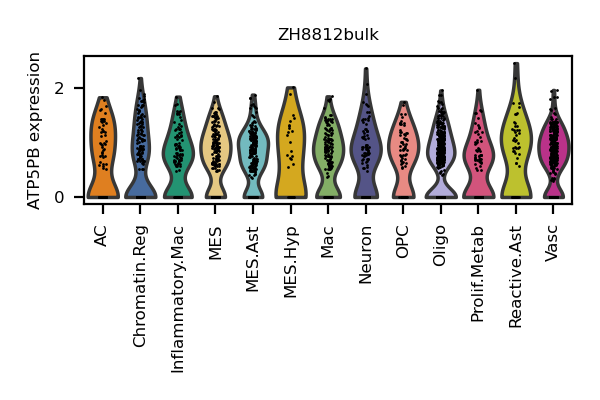 ZH8812bulk
ATP5PB expression
2
0
AC
Chromatin.Reg
Inflammatory.Mac
MES
MES.Ast
MES.Hyp
Mac
Neuron
OPC
Oligo
Prolif.Metab
Reactive.Ast
Vasc